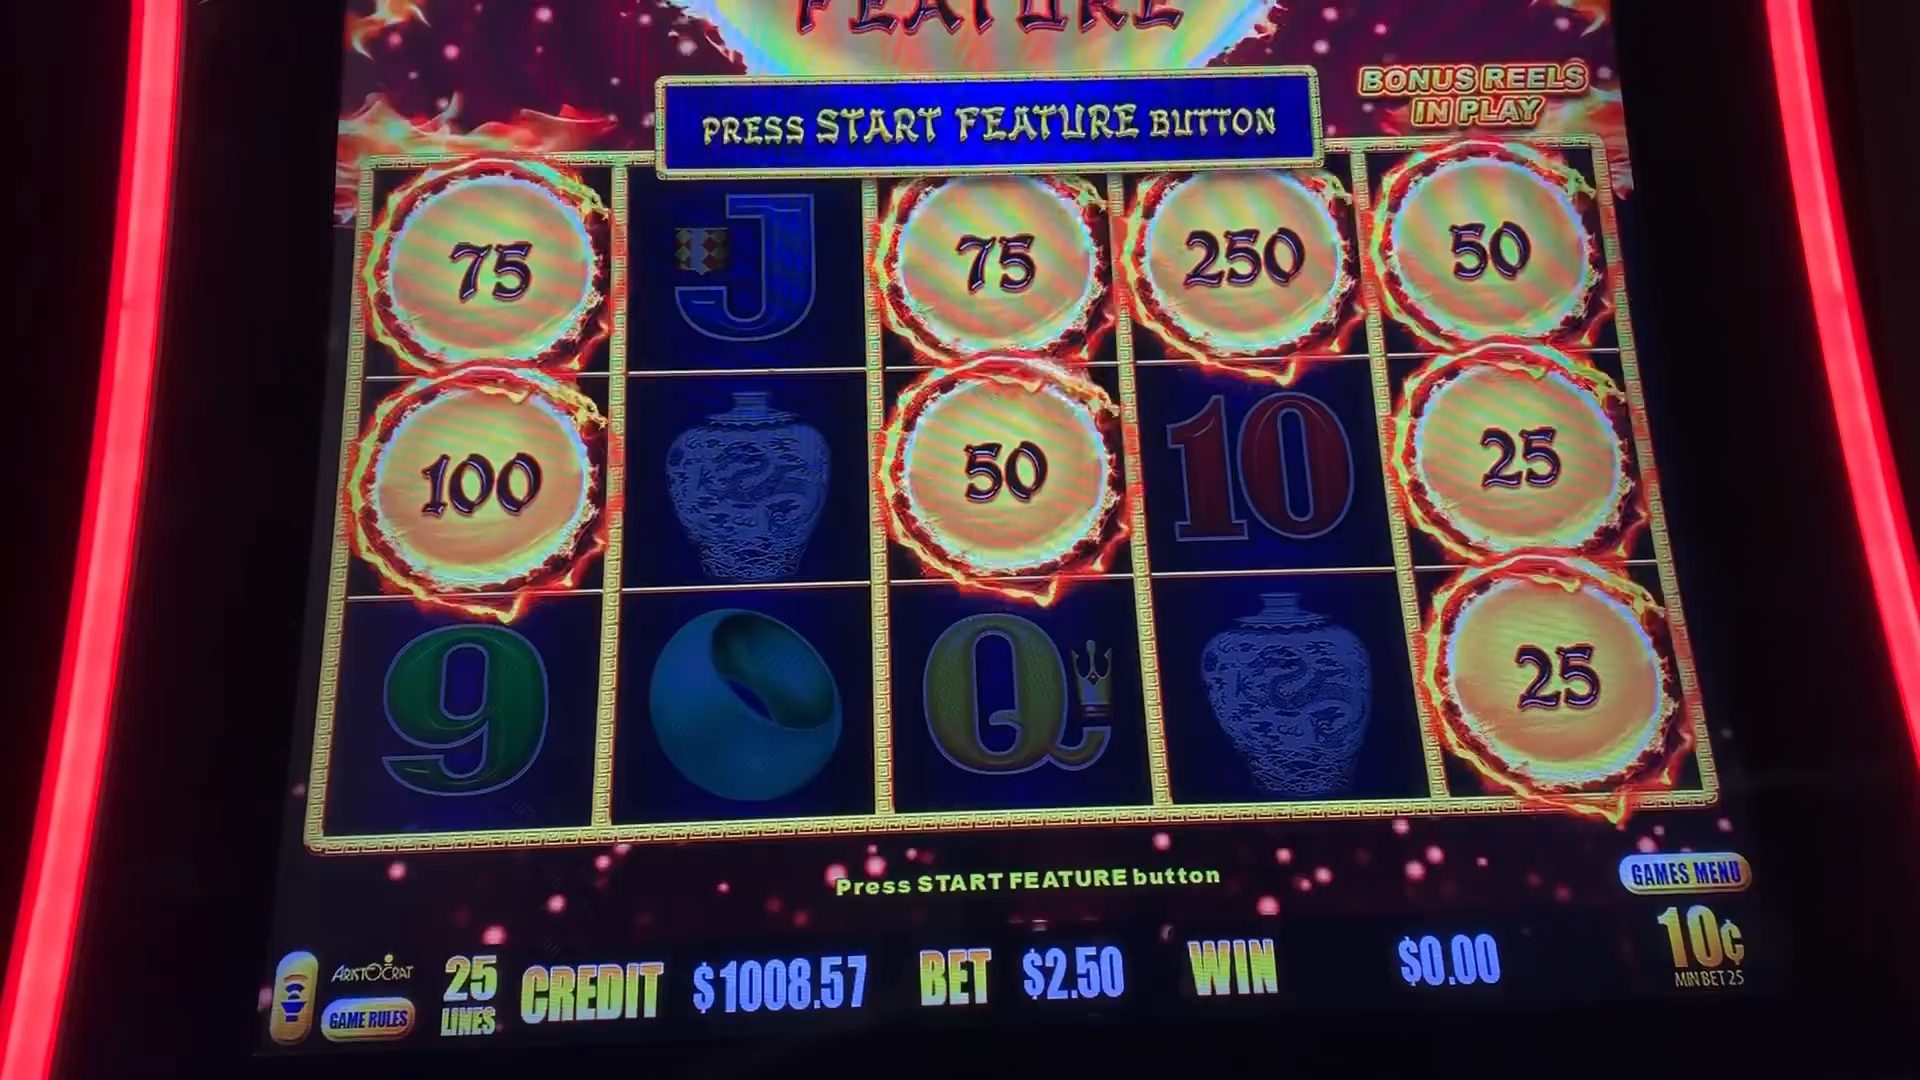 FEATURE
PRESS START FEATURE BUTTON
BONUS REELS
IN PLAY
75 J 75 250 50
100 50 10 25
9 Q 25
Press START FEATURE button
GAMES MENU
ARISTOCRAT
GAME RULES
25
LINES
CREDIT $1008.57 BET $2.50 WIN $0.00
10¢
MIN BET 25